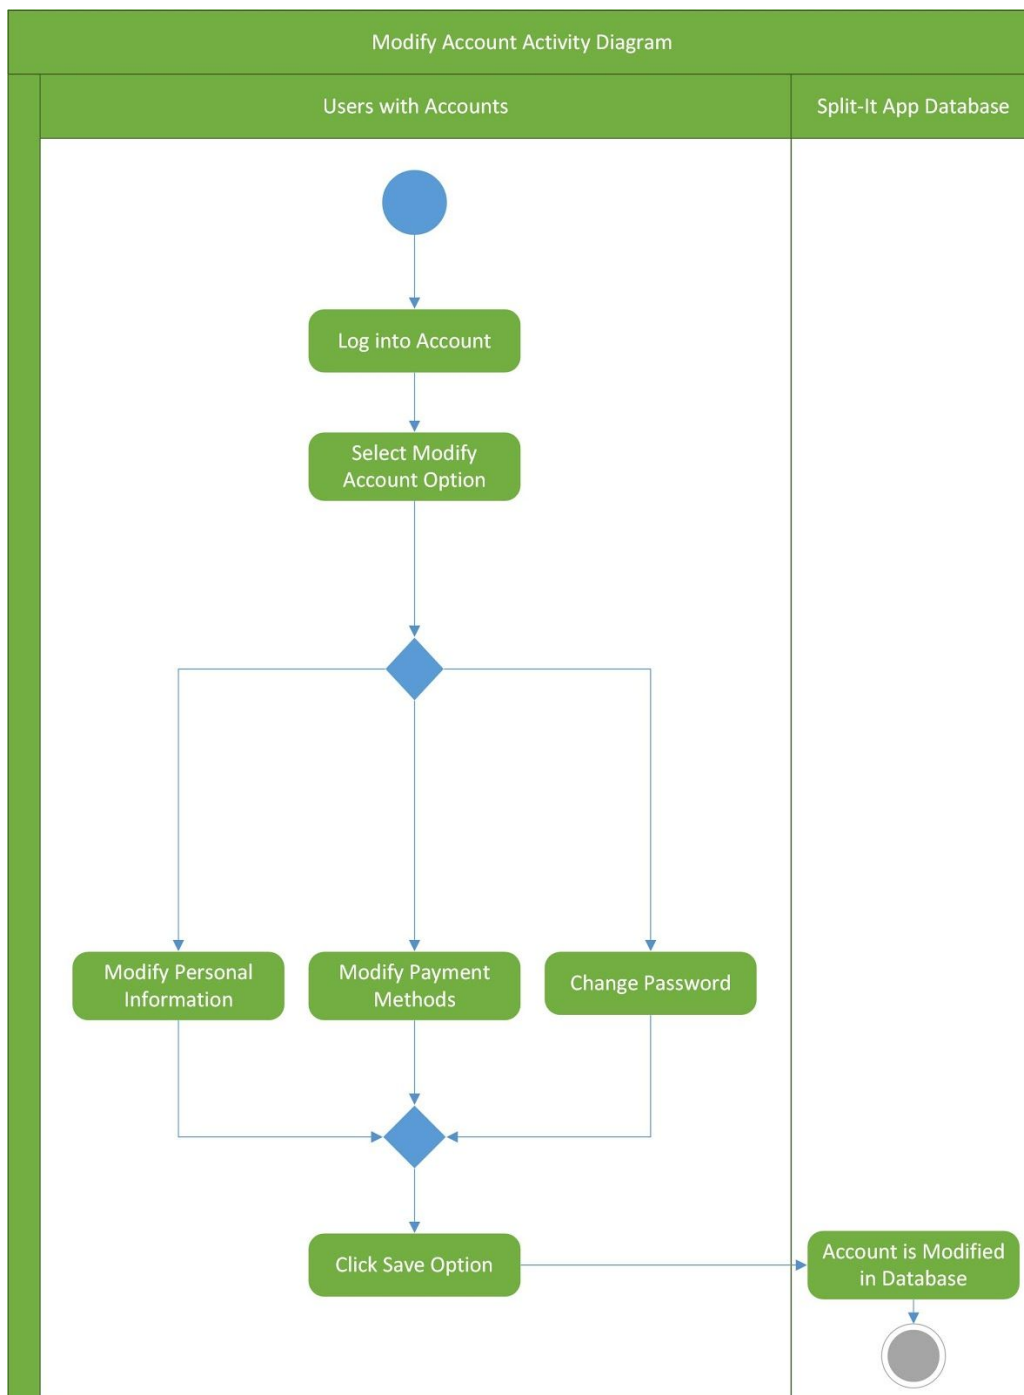 Modify Account Activity Diagram
Users with Accounts
Split-It App Database
Log into Account
Select Modify
Account Option
Modify Personal
Information
Modify Payment
Methods
Change Password
Click Save Option
Account is Modified
in Database